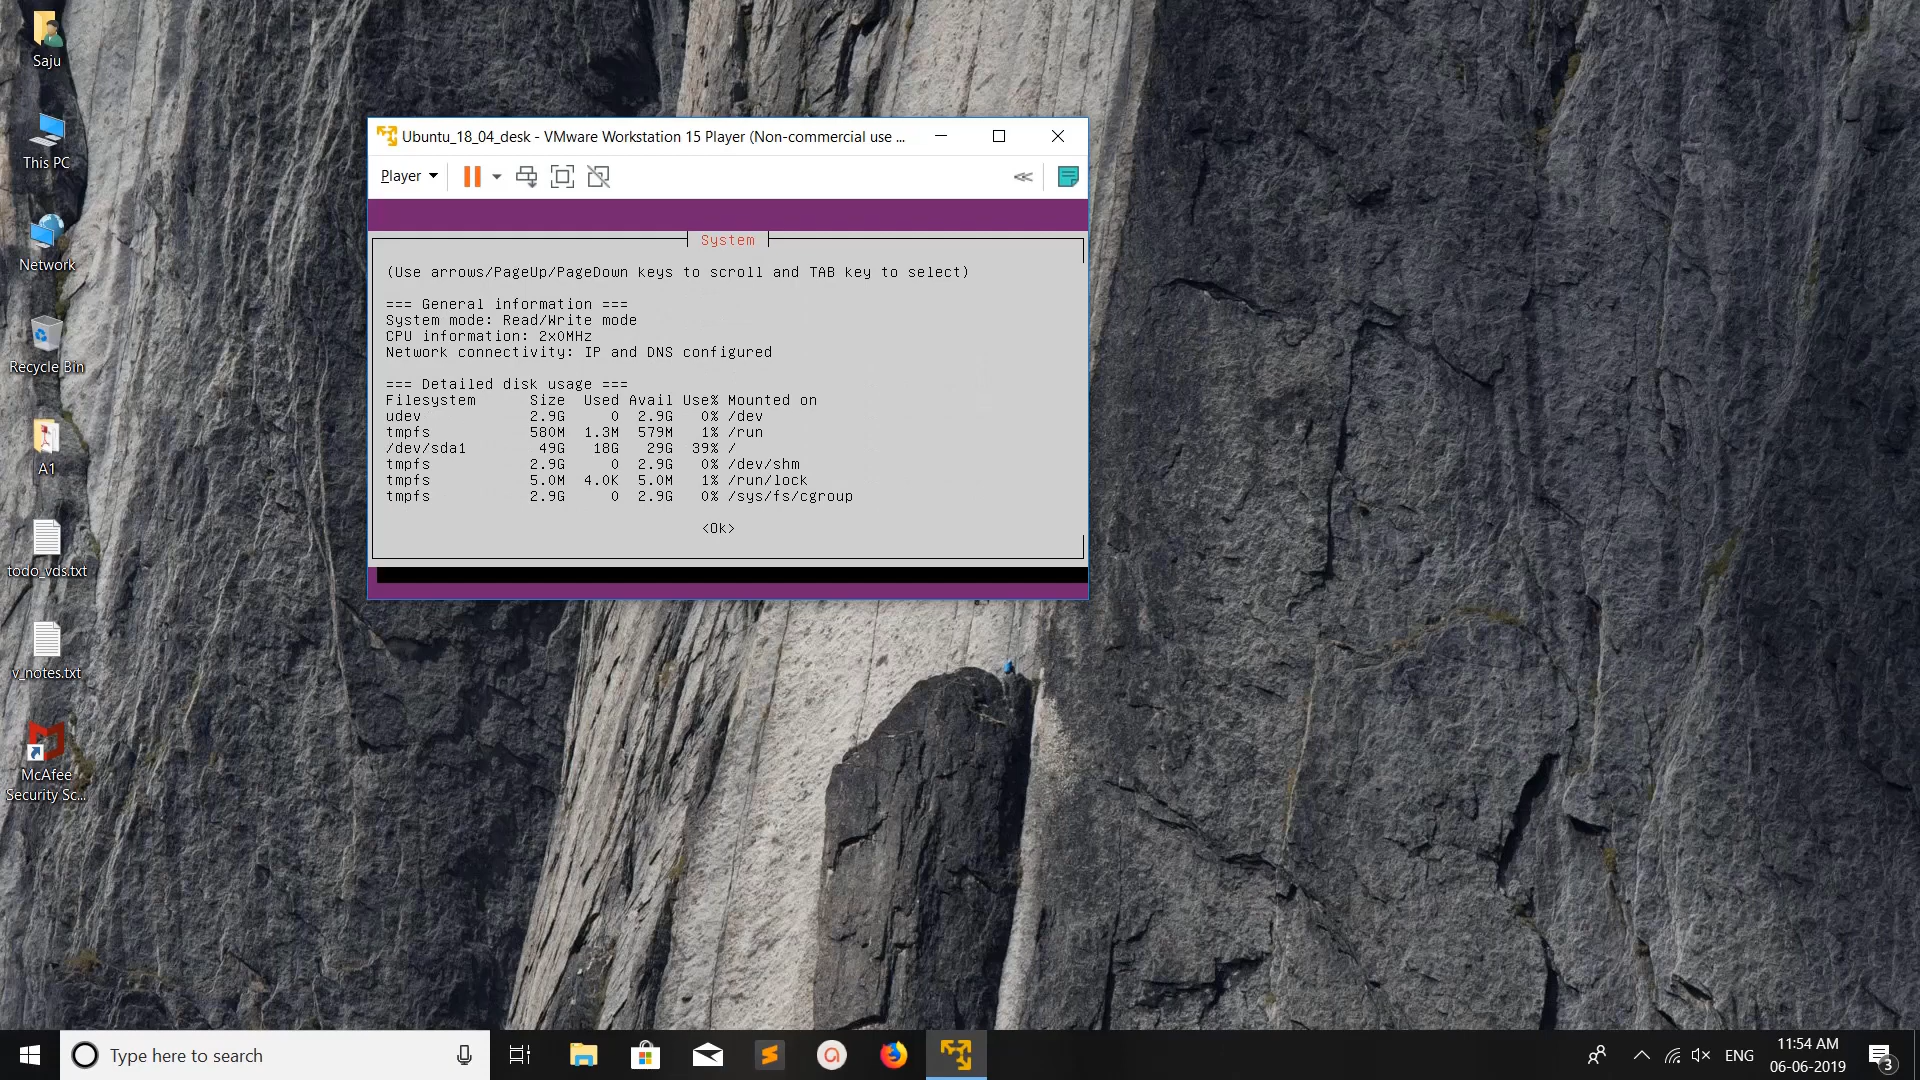 Saju
This PC
Network
Recycle Bin
A1
todo_vds.txt
v_notes.txt
McAfee
Security Sc...
Ubuntu_18_04_desk - VMware Workstation 15 Player (Non-commercial use ...
Player
System
(Use arrows/PageUp/PageDown keys to scroll and TAB key to select)
=== General information ===
System mode: Read/Write mode
CPU information: 2x0MHz
Network connectivity: IP and DNS configured
=== Detailed disk usage ===
Filesystem Size Used Avail Use% Mounted on
udev 2.9G 0 2.9G 0% /dev
tmpfs 580M 1.3M 579M 1% /run
/dev/sda1 49G 18G 29G 39% /
tmpfs 2.9G 0 2.9G 0% /dev/shm
tmpfs 5.0M 4.0K 5.0M 1% /run/lock
tmpfs 2.9G 0 2.9G 0% /sys/fs/cgroup
<Ok>
Type here to search
ENG
11:54 AM
06-06-2019
3